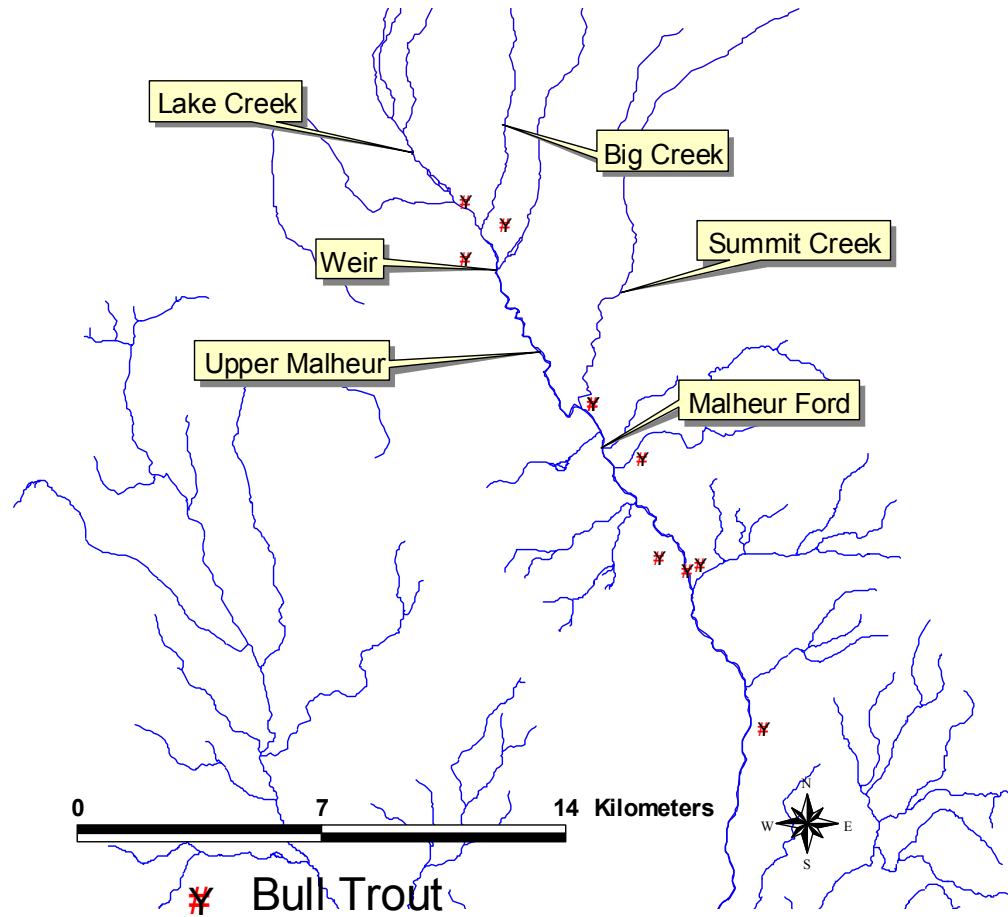 Lake Creek
Big Creek
Summit Creek
Weir
Upper Malheur
Malheur Ford
0 7 14 Kilometers
N
W E
S
Bull Trout